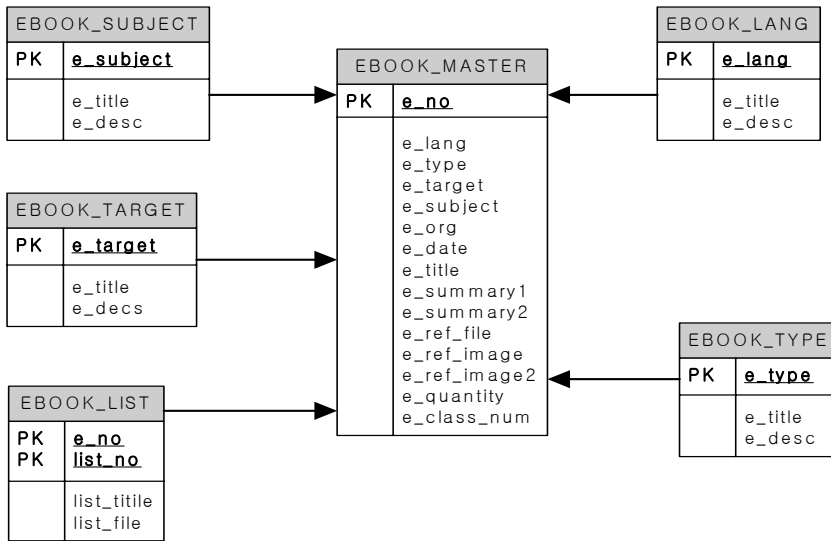 EBOOK_SUBJECT
PK e_subject
e_title
e_desc
EBOOK_TARGET
PK e_target
e_title
e_decs
EBOOK_LIST
PK e_no
PK list_no
list_titile
list_file
EBOOK_MASTER
PK e_no
e_lang
e_type
e_target
e_subject
e_org
e_date
e_title
e_summary1
e_summary2
e_ref_file
e_ref_image
e_ref_image2
e_quantity
e_class_num
EBOOK_LANG
PK e_lang
e_title
e_desc
EBOOK_TYPE
PK e_type
e_title
e_desc